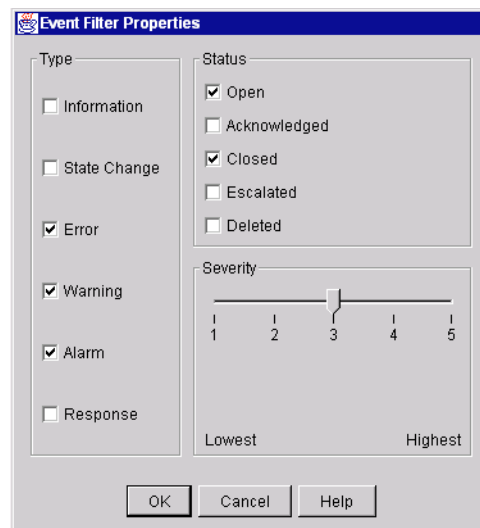 Event Filter Properties
Type
Information
State Change
Error
Warning
Alarm
Response
Status
Open
Acknowledged
Closed
Escalated
Deleted
Severity
1 2 3 4 5
Lowest Highest
OK Cancel Help